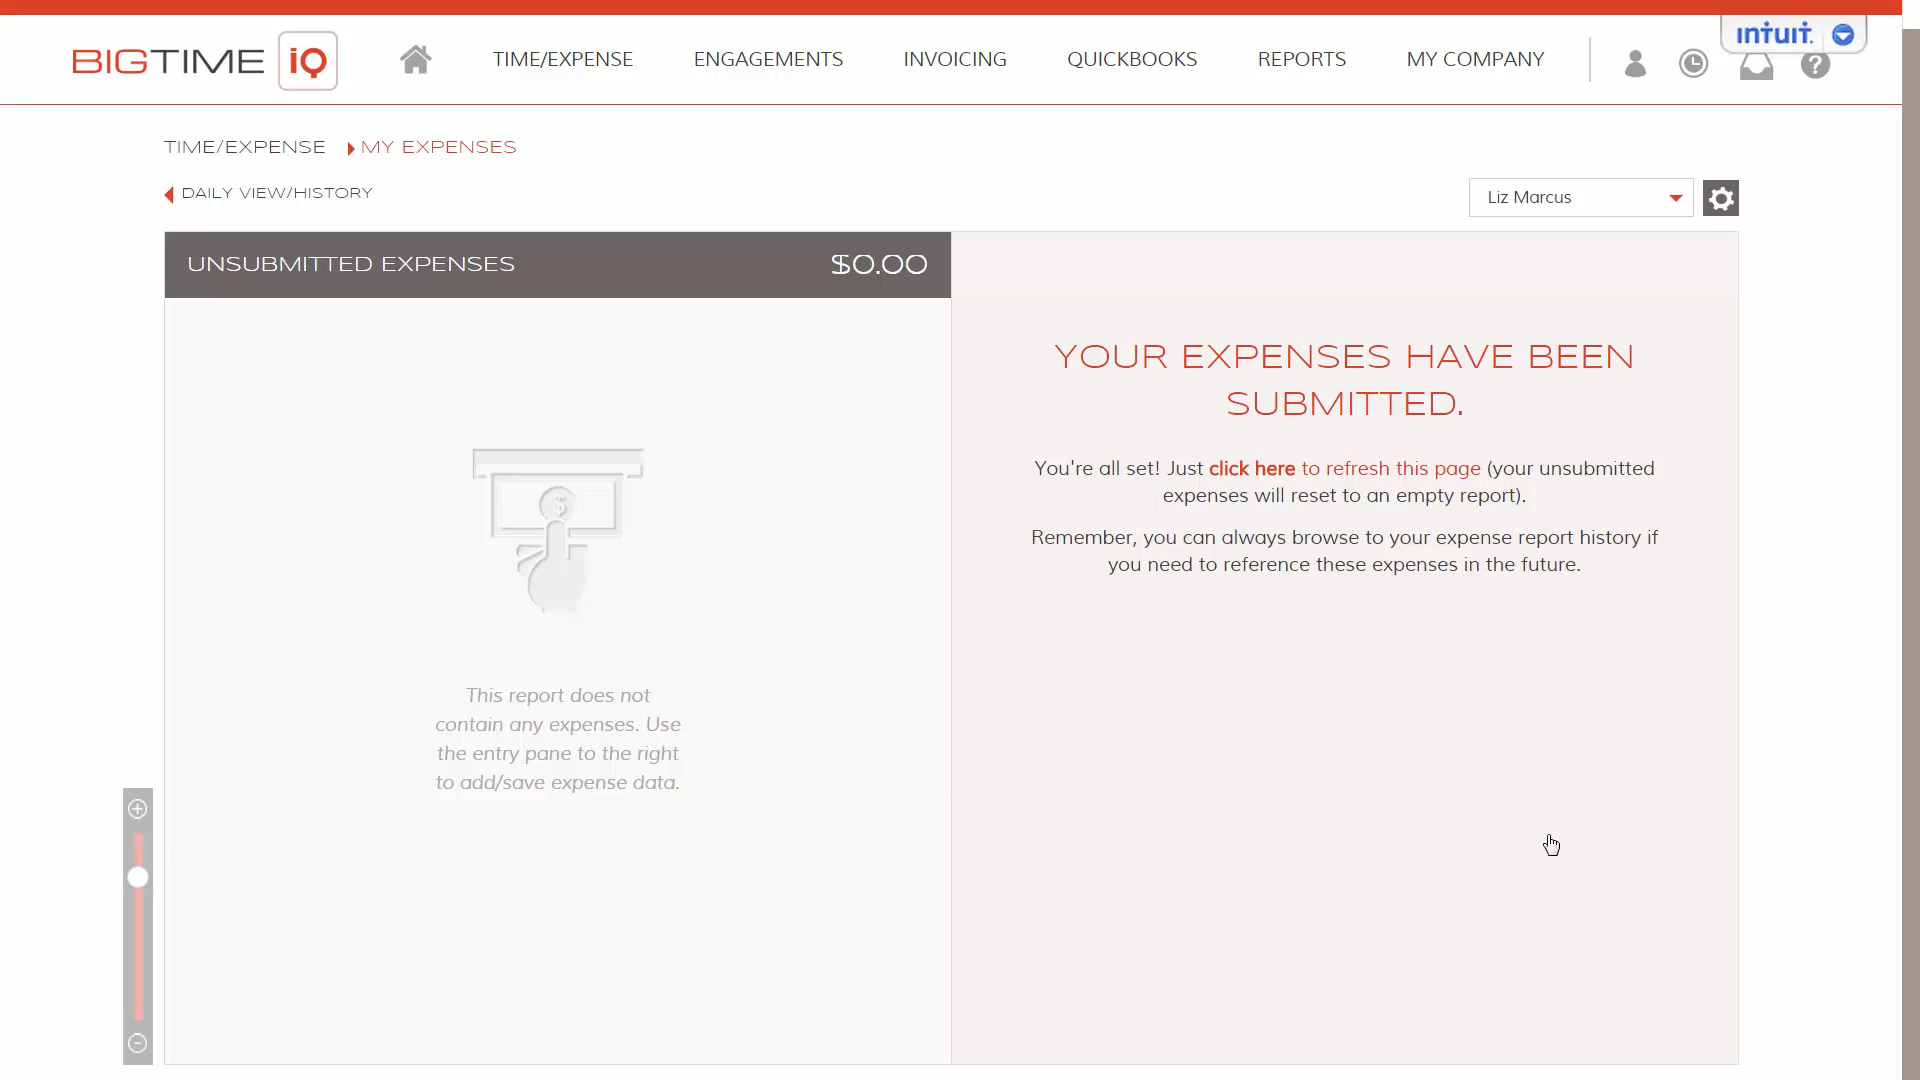 BIGTIME iQ
TIME/EXPENSE ENGAGEMENTS INVOICING QUICKBOOKS REPORTS MY COMPANY
intuit.
?
TIME/EXPENSE MY EXPENSES
DAILY VIEW/HISTORY
Liz Marcus
UNSUBMITTED EXPENSES $0.00
$
This report does not
contain any expenses. Use
the entry pane to the right
to add/save expense data.
YOUR EXPENSES HAVE BEEN
SUBMITTED.
You're all set! Just click here to refresh this page (your unsubmitted
expenses will reset to an empty report).
Remember, you can always browse to your expense report history if
you need to reference these expenses in the future.